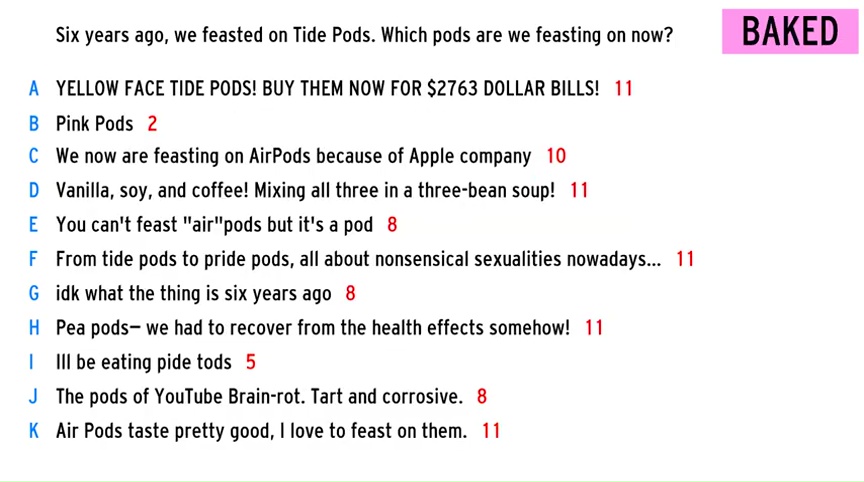 Six years ago, we feasted on Tide Pods. Which pods are we feasting on now?
BAKED
A YELLOW FACE TIDE PODS! BUY THEM NOW FOR $2763 DOLLAR BILLS! 11
B Pink Pods 2
C We now are feasting on AirPods because of Apple company 10
D Vanilla, soy, and coffee! Mixing all three in a three-bean soup! 11
E You can't feast "air"pods but it's a pod 8
F From tide pods to pride pods, all about nonsensical sexualities nowadays... 11
G idk what the thing is six years ago 8
H Pea pods— we had to recover from the health effects somehow! 11
I Ill be eating pide tods 5
J The pods of YouTube Brain-rot. Tart and corrosive. 8
K Air Pods taste pretty good, I love to feast on them. 11